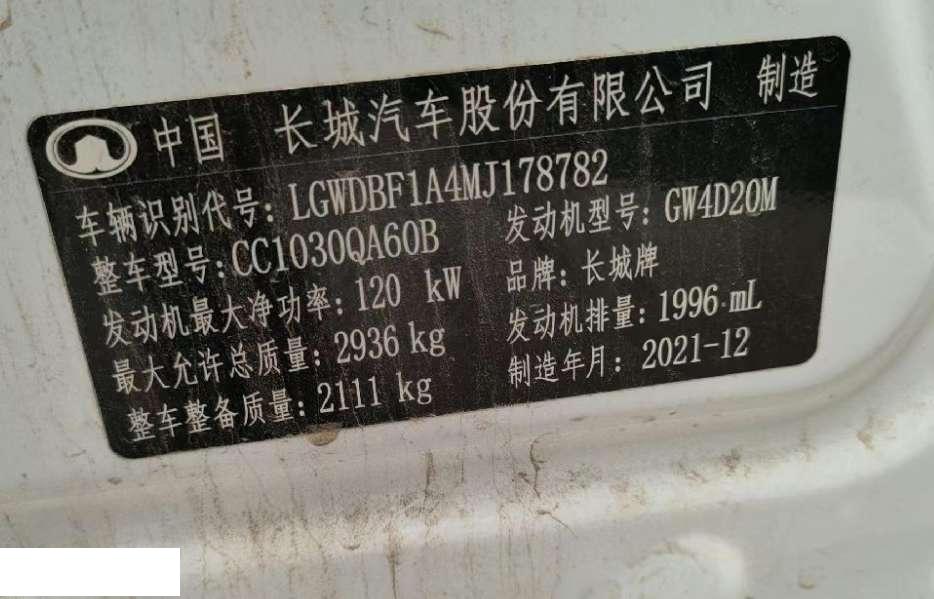 中国 长城汽车股份有限公司 制造
车辆识别代号: LGWDBF1A4MJ178782
整车型号: CC1030QA60B 发动机型号: GW4D20M
发动机最大净功率: 120 kW 品牌: 长城牌
最大允许总质量: 2936 kg 发动机排量: 1996 mL
整车整备质量: 2111 kg 制造年月: 2021-12